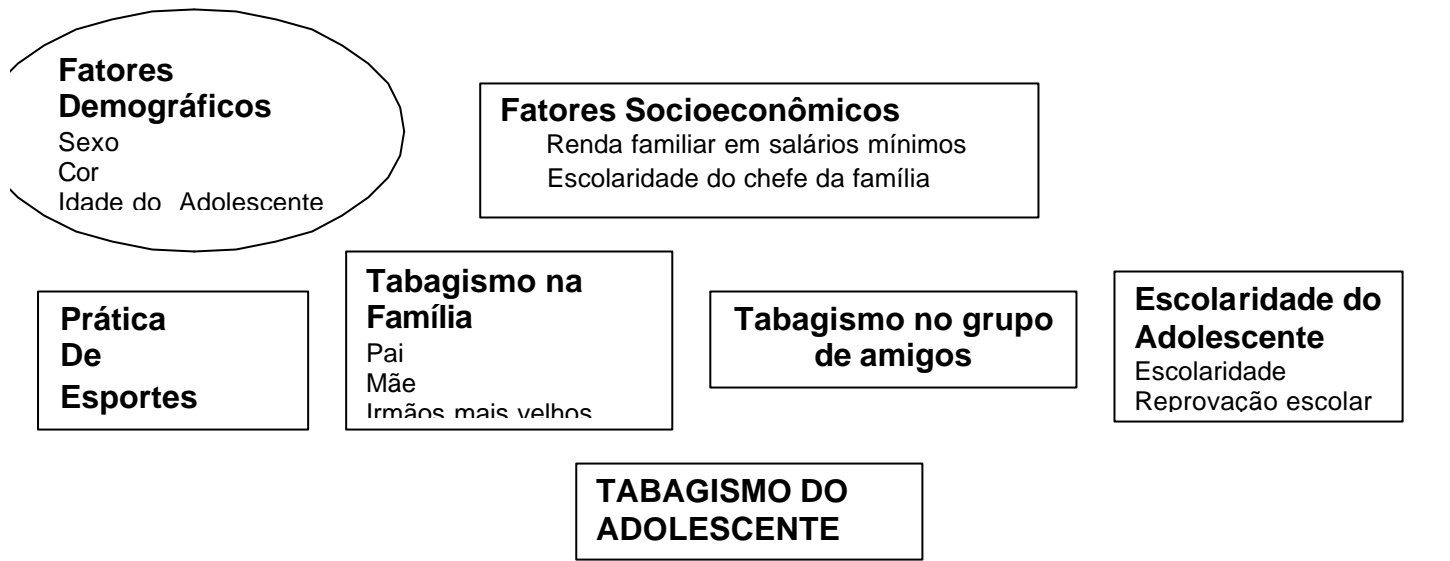 Fatores
Demográficos
Sexo
Cor
Idade do Adolescente
Fatores Socioeconômicos
Renda familiar em salários mínimos
Escolaridade do chefe da família
Prática
De
Esportes
Tabagismo na
Família
Pai
Mãe
Irmãos mais velhos
Tabagismo no grupo
de amigos
Escolaridade do
Adolescente
Escolaridade
Reprovação escolar
TABAGISMO DO
ADOLESCENTE